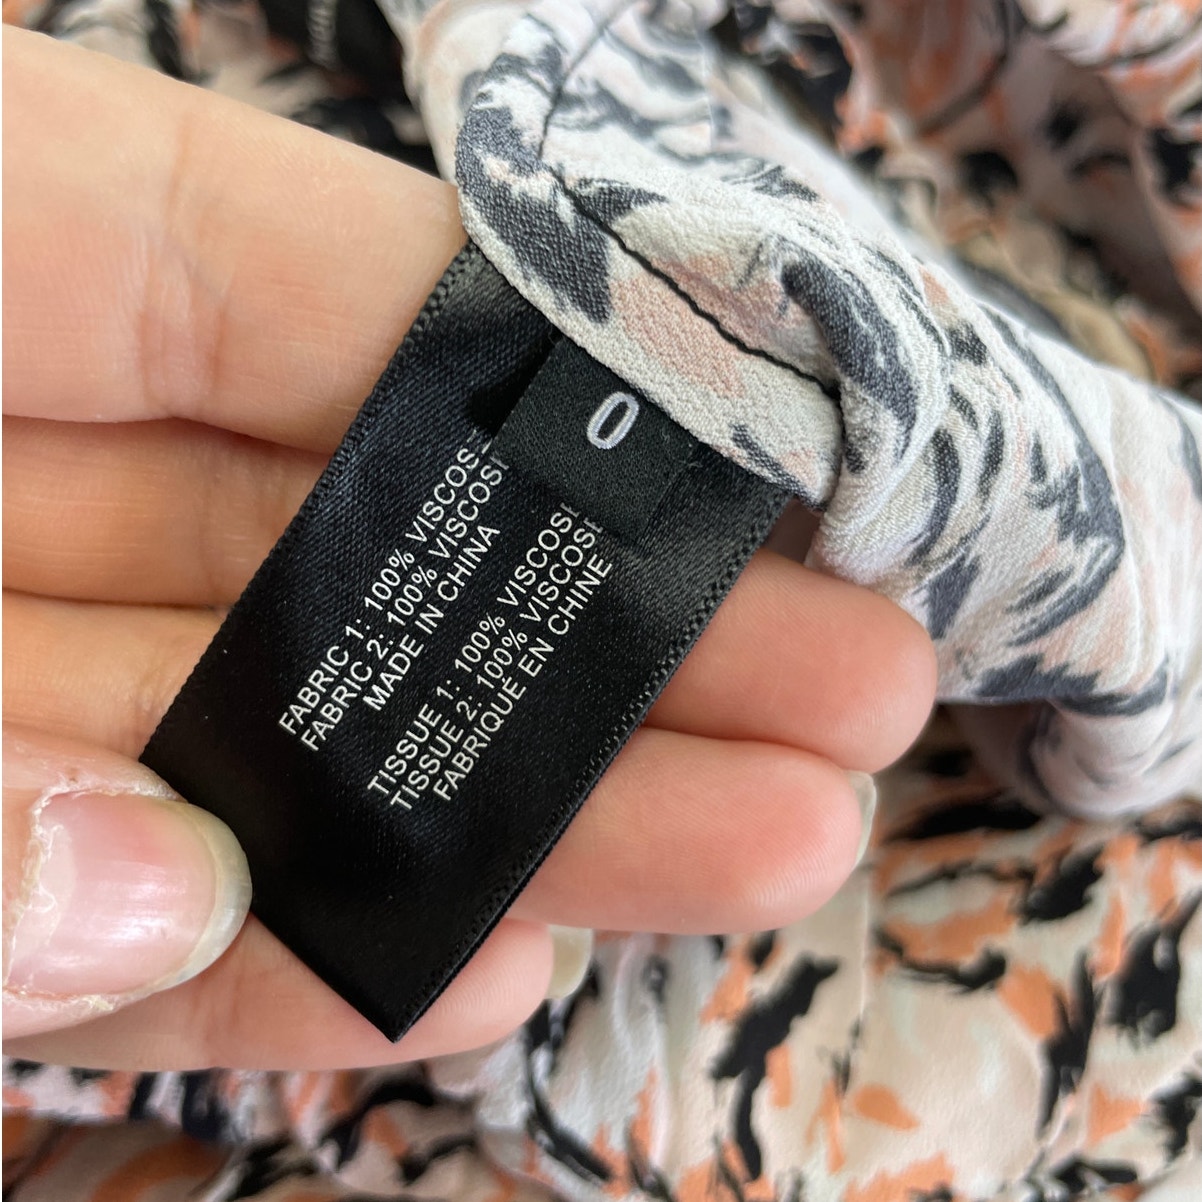 0
FABRIC 1: 100% VISCOSE
FABRIC 2: 100% VISCOSE
MADE IN CHINA
TISSUE 1: 100% VISCOSE
TISSUE 2: 100% VISCOSE
FABRIQUÉ EN CHINE